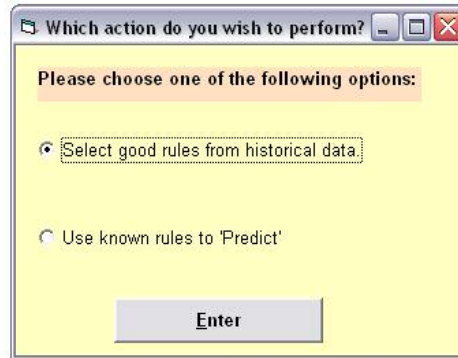 Which action do you wish to perform?
Please choose one of the following options:
Select good rules from historical data.
Use known rules to 'Predict'
Enter